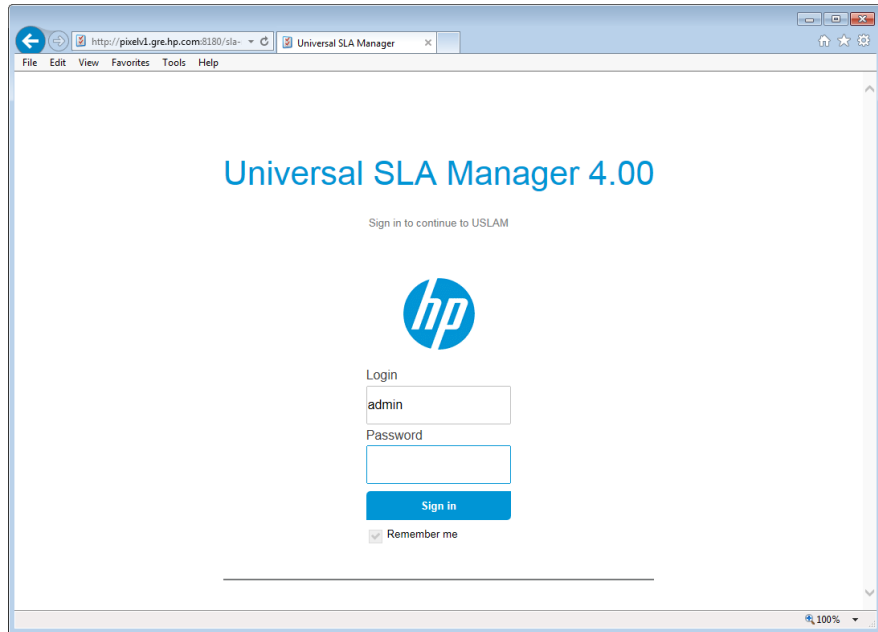 http://pixelv1.gre.hp.com:8180/sla-
Universal SLA Manager
File Edit View Favorites Tools Help
Universal SLA Manager 4.00
Sign in to continue to USLAM
hp
Login
admin
Password
Sign in
Remember me
100%